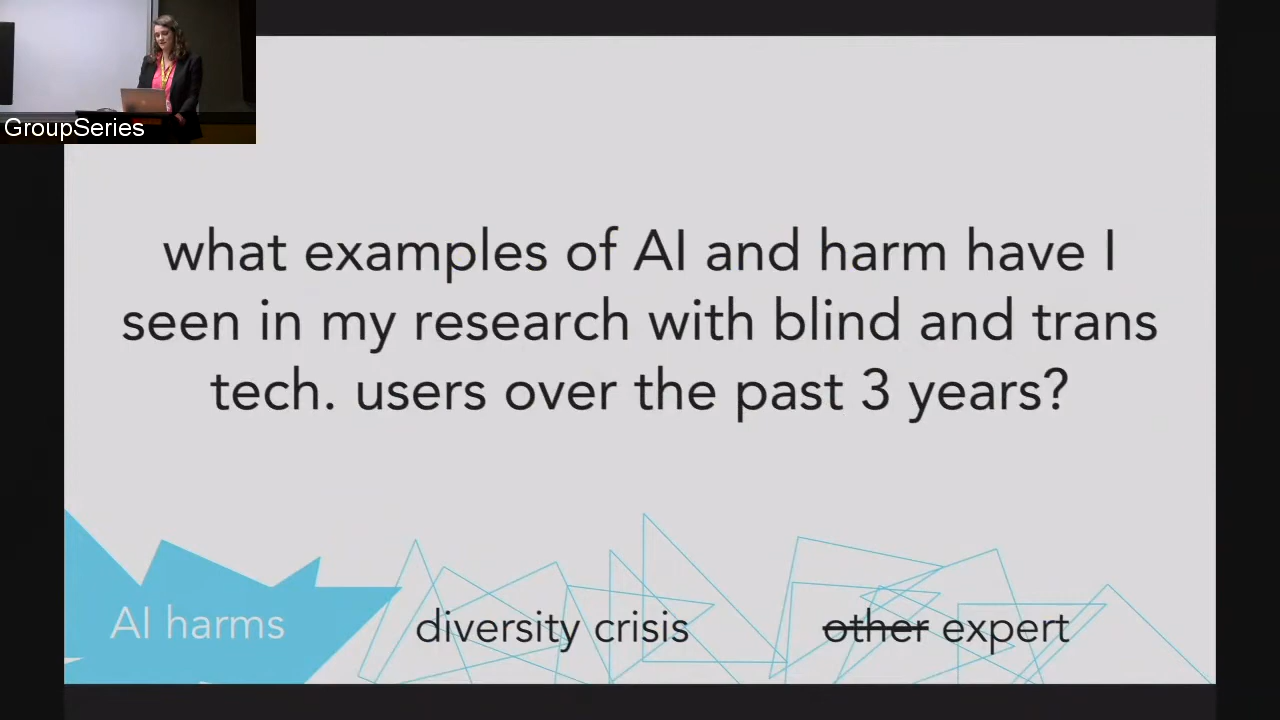 GroupSeries
what examples of AI and harm have I
seen in my research with blind and trans
tech. users over the past 3 years?
AI harms
diversity crisis
other expert